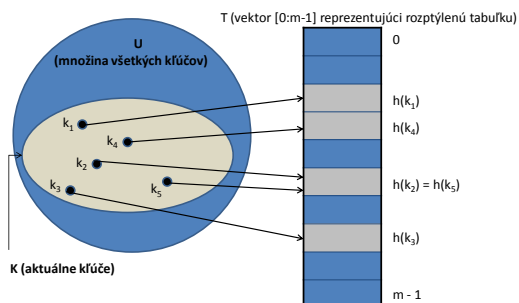 T (vektor [0:m-1] reprezentujúci rozptýlenú tabuľku)
U
(množina všetkých kľúčov)
0
k1
h(k1)
k4
h(k4)
k2
h(k2) = h(k5)
k3
k5
h(k3)
K (aktuálne kľúče)
m - 1